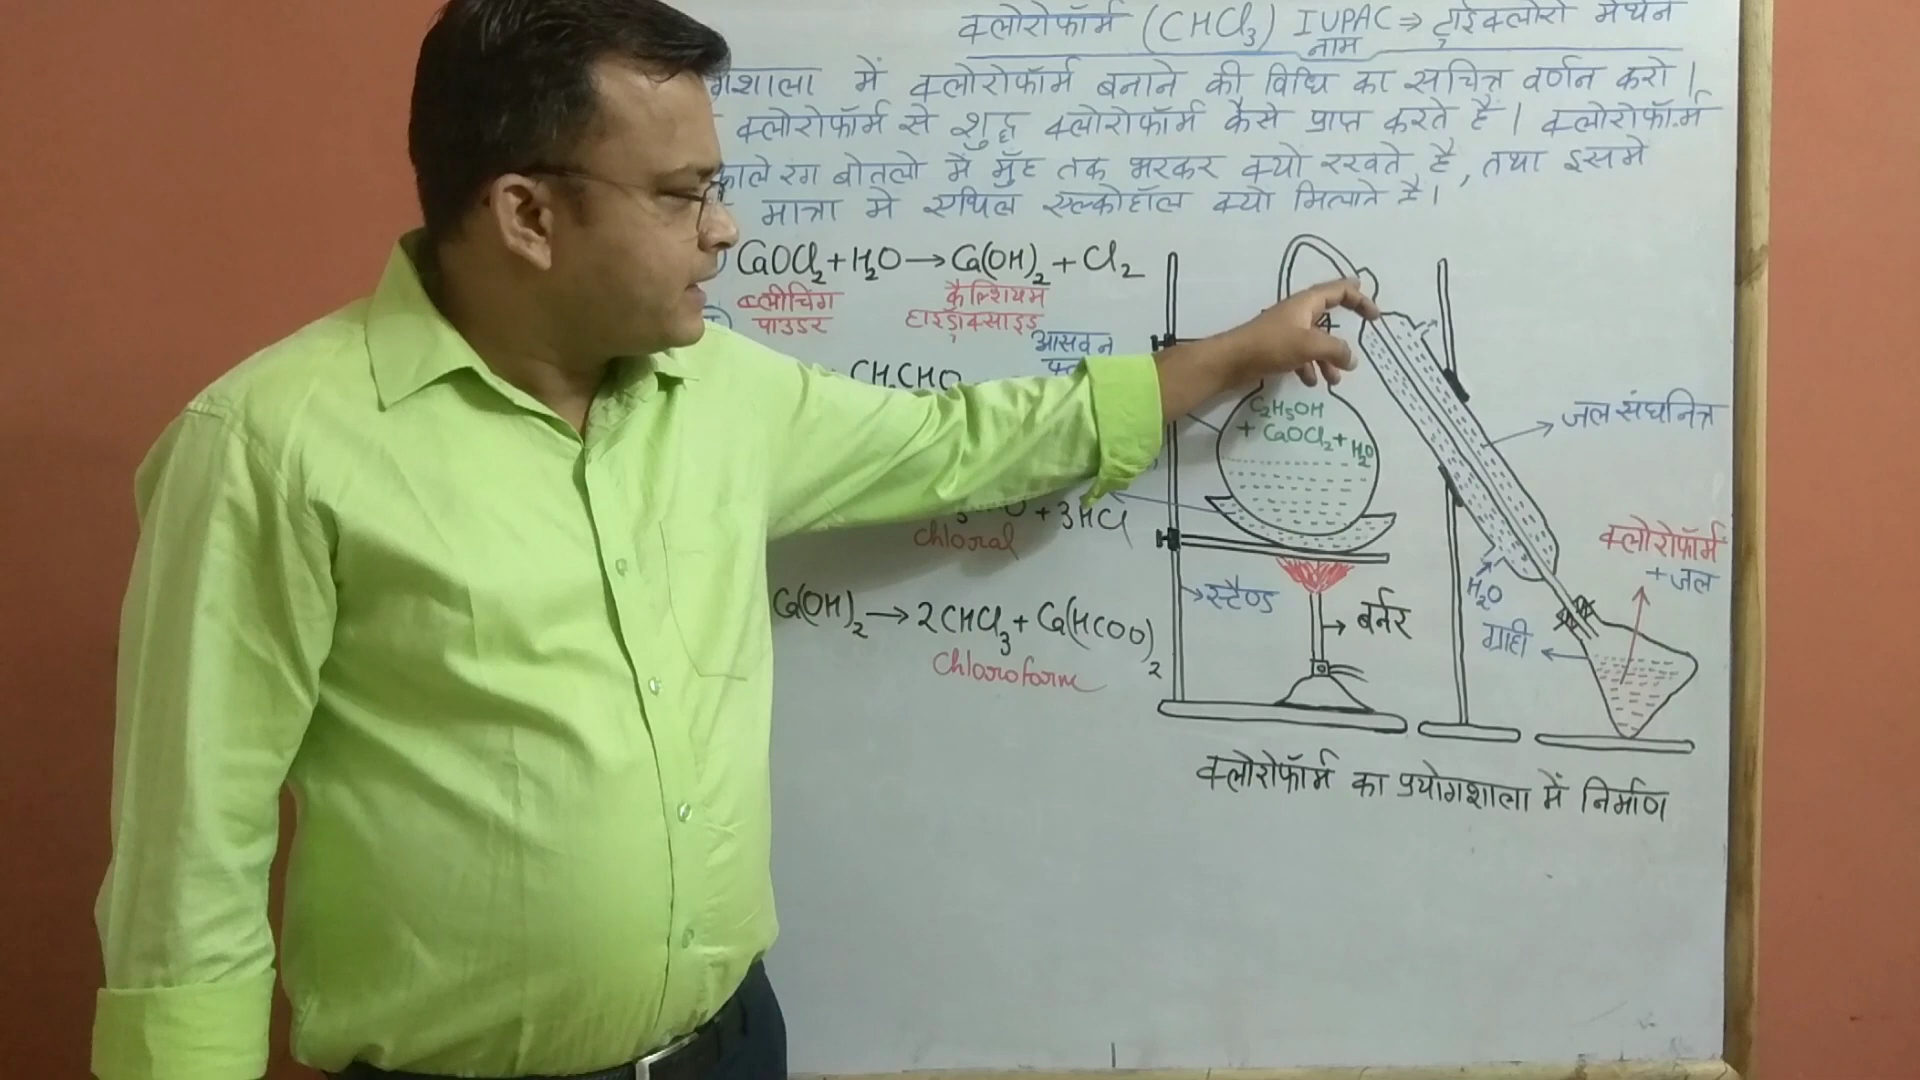 क्लोरोफॉर्म (CHCl3) IUPAC ⇒ ट्राईक्लोरो मेथेन
नाम
गशाला में क्लोरोफॉर्म बनाने की विधि का सचित्र वर्णन करो।
क्लोरोफॉर्म से शुद्ध क्लोरोफॉर्म कैसे प्राप्त करते है। क्लोरोफॉर्म
काले रंग बोतलो में मुँह तक भरकर क्यो रखते है, तथा इसमे
मात्रा मे एथिल एल्कोहॉल क्यो मिलाते है।
CaOCl2 + H2O → Ca(OH)2 + Cl2
ब्लीचिंग पाउडर
कैल्शियम हाइड्रोक्साइड
आसवन
CH3CHO
C2H5OH
+ CaOCl2 + H2O
जल संघनित्र
+ 3HCl
chloral
क्लोरोफॉर्म
+ जल
H2O
स्टैण्ड
बर्नर
ग्राही
Ca(OH)2 → 2CHCl3 + Ca(HCOO)2
Chloroform
क्लोरोफॉर्म का प्रयोगशाला में निर्माण